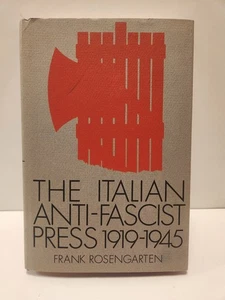 THE ITALIAN
ANTI-FASCIST
PRESS 1919-1945
FRANK ROSENGARTEN